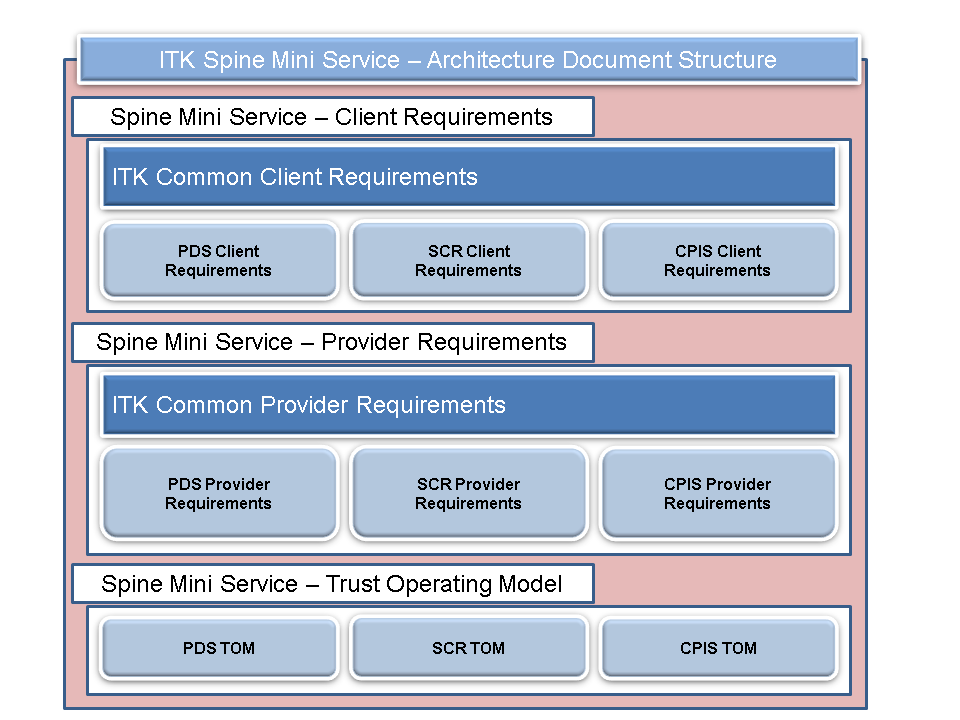 ITK Spine Mini Service – Architecture Document Structure
Spine Mini Service – Client Requirements
ITK Common Client Requirements
PDS Client
Requirements
SCR Client
Requirements
CPIS Client
Requirements
Spine Mini Service – Provider Requirements
ITK Common Provider Requirements
PDS Provider
Requirements
SCR Provider
Requirements
CPIS Provider
Requirements
Spine Mini Service – Trust Operating Model
PDS TOM
SCR TOM
CPIS TOM